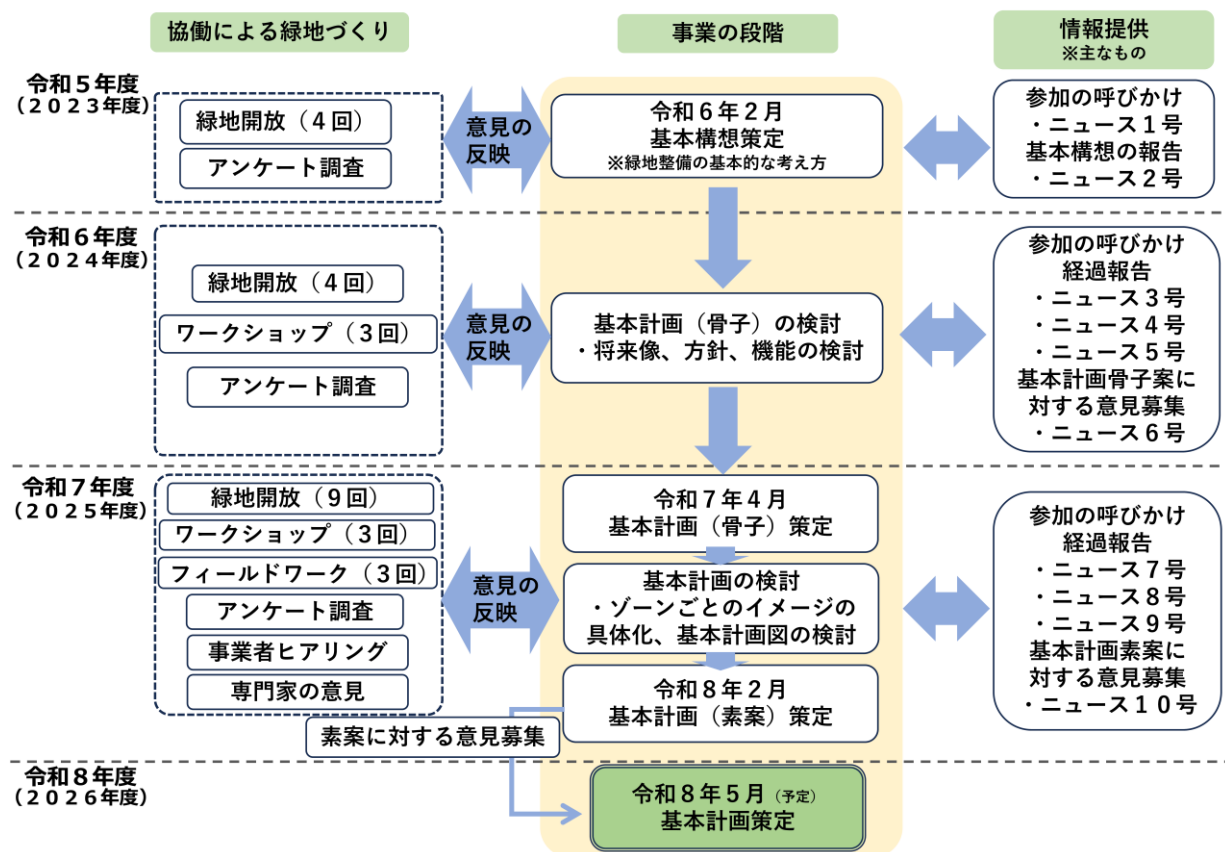 協働による緑地づくり
事業の段階
情報提供
※主なもの
令和5年度
(2023年度)
緑地開放(4回)
アンケート調査
意見の
反映
令和6年2月
基本構想策定
※緑地整備の基本的な考え方
参加の呼びかけ
・ニュース1号
基本構想の報告
・ニュース2号
令和6年度
(2024年度)
緑地開放(4回)
ワークショップ(3回)
アンケート調査
意見の
反映
基本計画(骨子)の検討
・将来像、方針、機能の検討
参加の呼びかけ
経過報告
・ニュース3号
・ニュース4号
・ニュース5号
基本計画骨子案に
対する意見募集
・ニュース6号
令和7年度
(2025年度)
緑地開放(9回)
ワークショップ(3回)
フィールドワーク(3回)
アンケート調査
事業者ヒアリング
専門家の意見
意見の
反映
令和7年4月
基本計画(骨子)策定
基本計画の検討
・ゾーンごとのイメージの
具体化、基本計画図の検討
令和8年2月
基本計画(素案)策定
素案に対する意見募集
参加の呼びかけ
経過報告
・ニュース7号
・ニュース8号
・ニュース9号
基本計画素案に
対する意見募集
・ニュース10号
令和8年度
(2026年度)
令和8年5月(予定)
基本計画策定